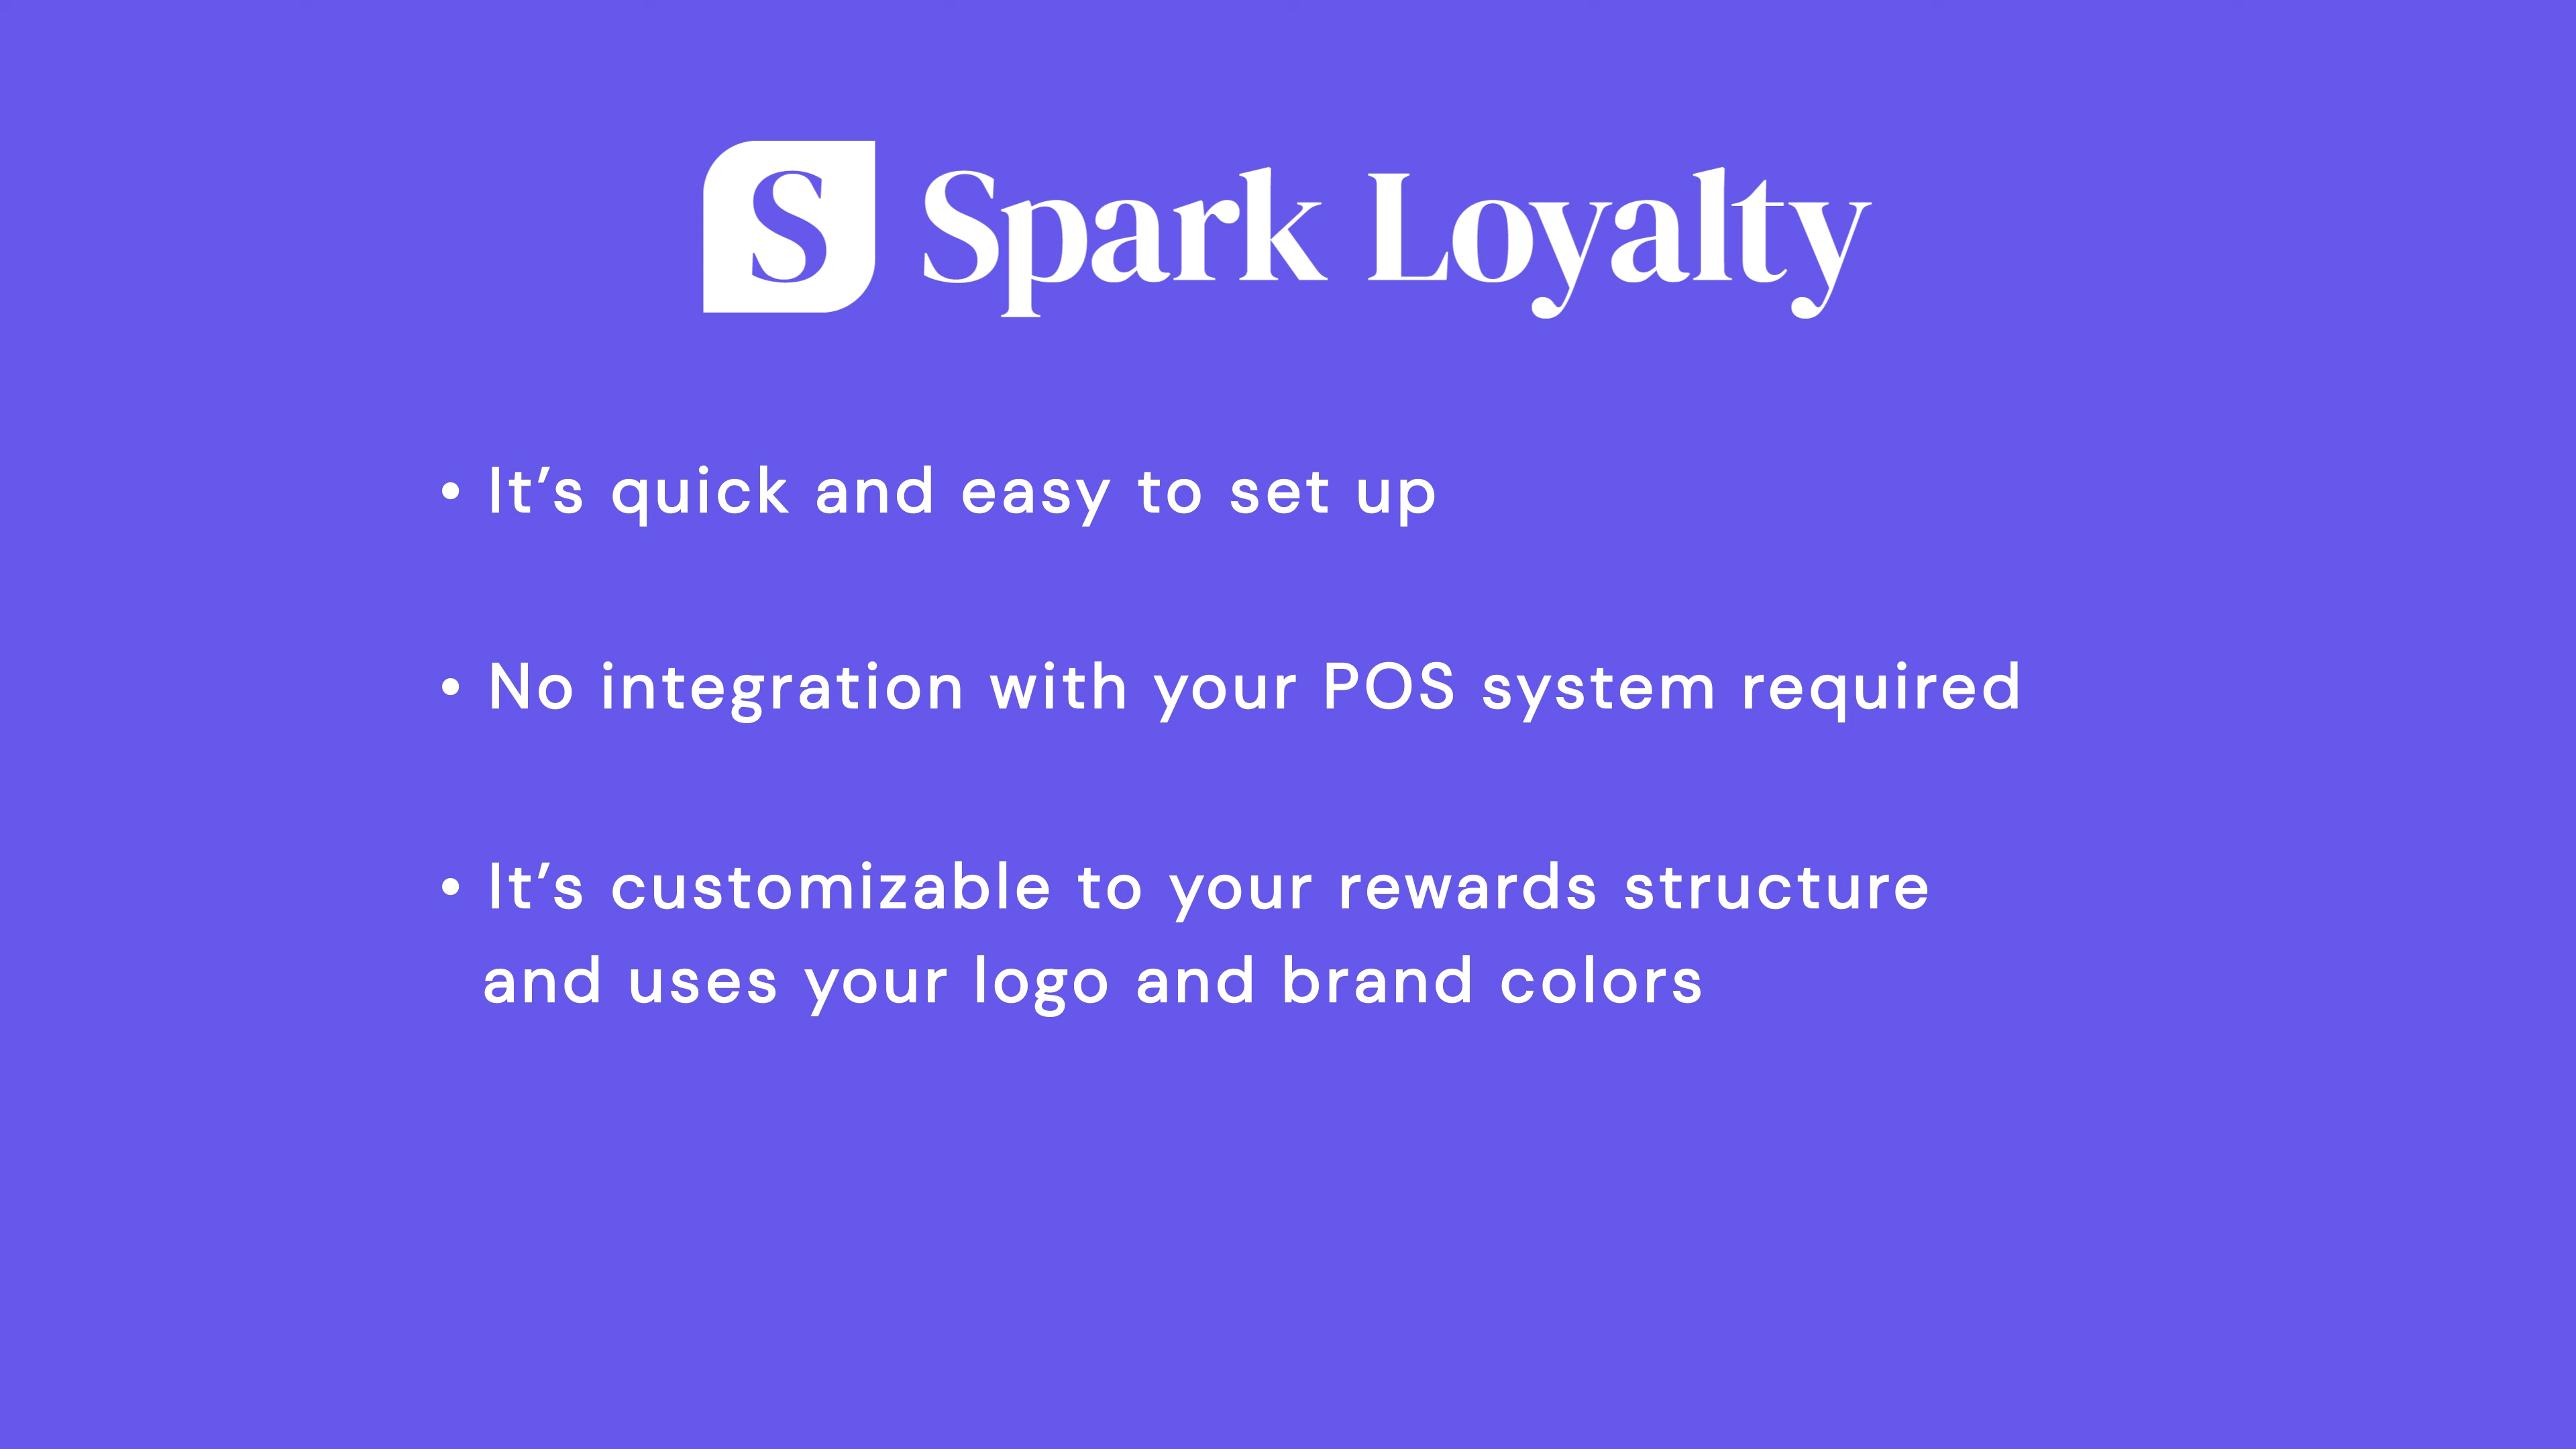 S Spark Loyalty
• It’s quick and easy to set up
• No integration with your POS system required
• It’s customizable to your rewards structure
and uses your logo and brand colors